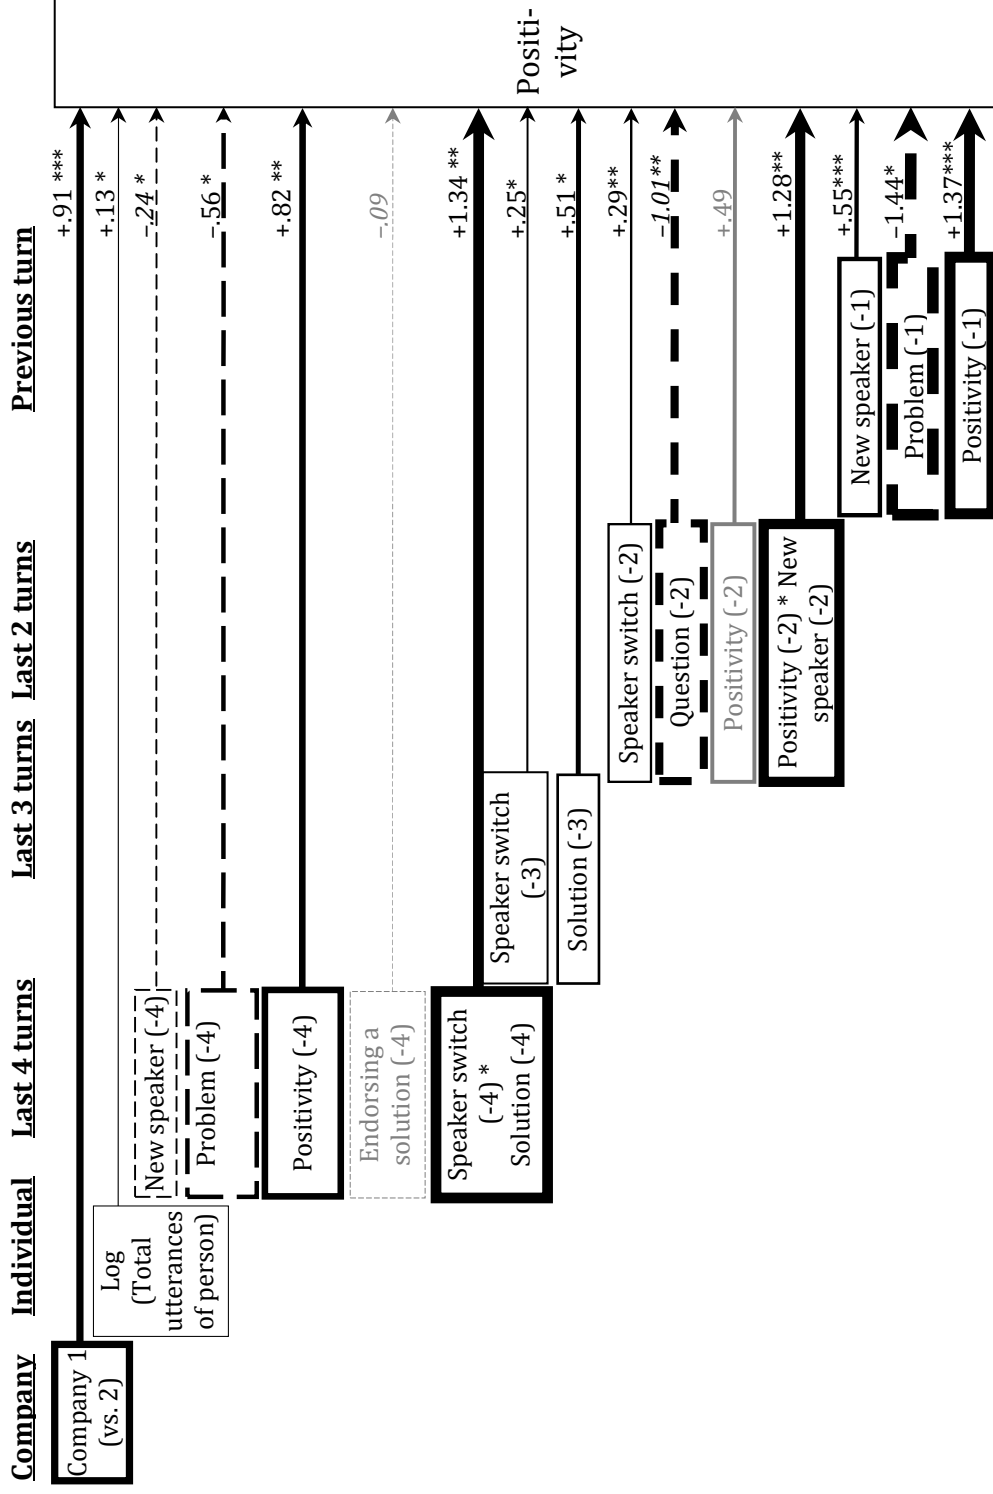 Company Individual Last 4 turns Last 3 turns Last 2 turns Previous turn
Company 1
(vs. 2)
+.91 ***
Log
(Total
utterances
of person)
+.13 *
New speaker (-4)
–.24 *
Problem (-4)
–.56 *
Positivity (-4)
+.82 **
Endorsing a
solution (-4)
–.09
Speaker switch
(-4) *
Solution (-4)
+1.34 **
Speaker switch
(-3)
+.25*
Solution (-3)
+.51 *
Speaker switch (-2)
+.29**
Question (-2)
–1.01**
Positivity (-2)
+.49
Positivity (-2) * New
speaker (-2)
+1.28**
New speaker (-1)
+.55***
Problem (-1)
–1.44*
Positivity (-1)
+1.37***
Positi-
vity